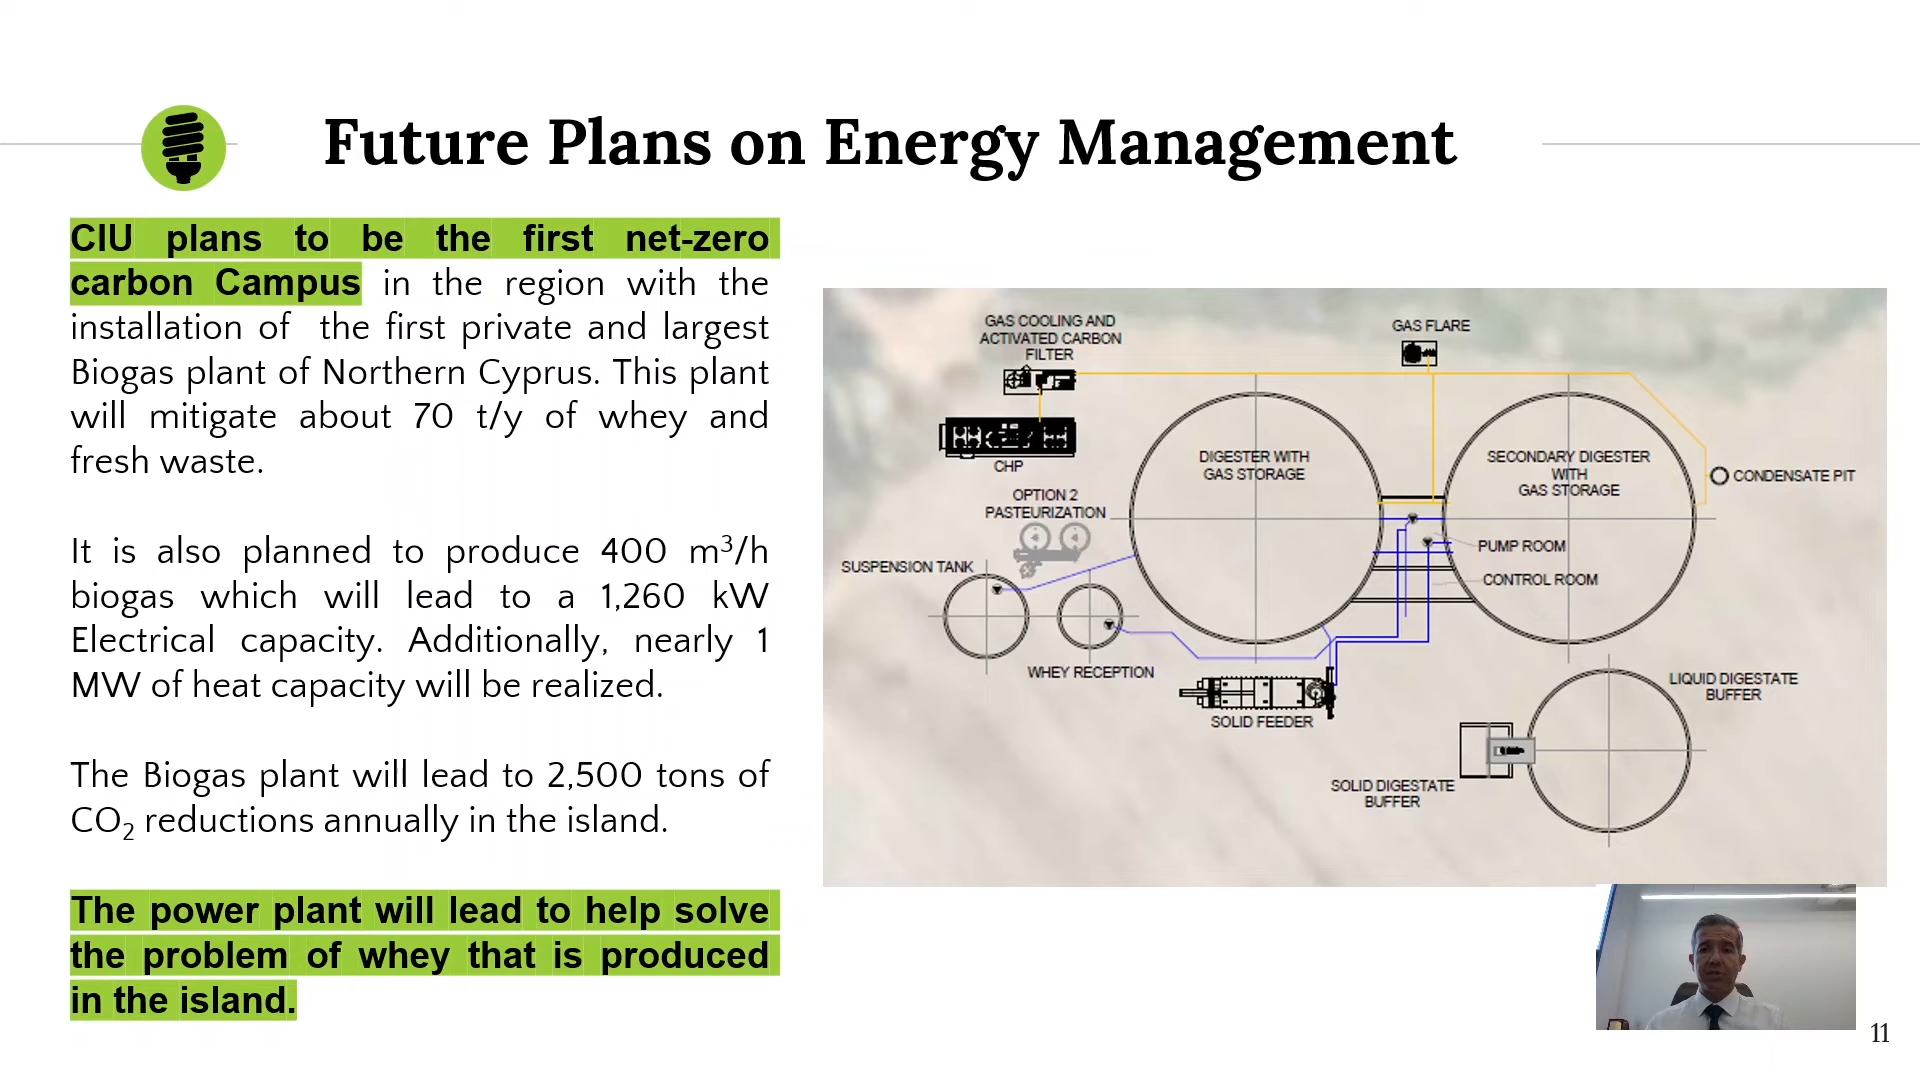 Future Plans on Energy Management
CIU plans to be the first net-zero
carbon Campus in the region with the
installation of the first private and largest
Biogas plant of Northern Cyprus. This plant
will mitigate about 70 t/y of whey and
fresh waste.
It is also planned to produce 400 m³/h
biogas which will lead to a 1,260 kW
Electrical capacity. Additionally, nearly 1
MW of heat capacity will be realized.
The Biogas plant will lead to 2,500 tons of
CO₂ reductions annually in the island.
The power plant will lead to help solve
the problem of whey that is produced
in the island.
GAS COOLING AND
ACTIVATED CARBON
FILTER
GAS FLARE
CHP
DIGESTER WITH
GAS STORAGE
SECONDARY DIGESTER
WITH
GAS STORAGE
CONDENSATE PIT
OPTION 2
PASTEURIZATION
PUMP ROOM
SUSPENSION TANK
CONTROL ROOM
WHEY RECEPTION
SOLID FEEDER
LIQUID DIGESTATE
BUFFER
SOLID DIGESTATE
BUFFER
11